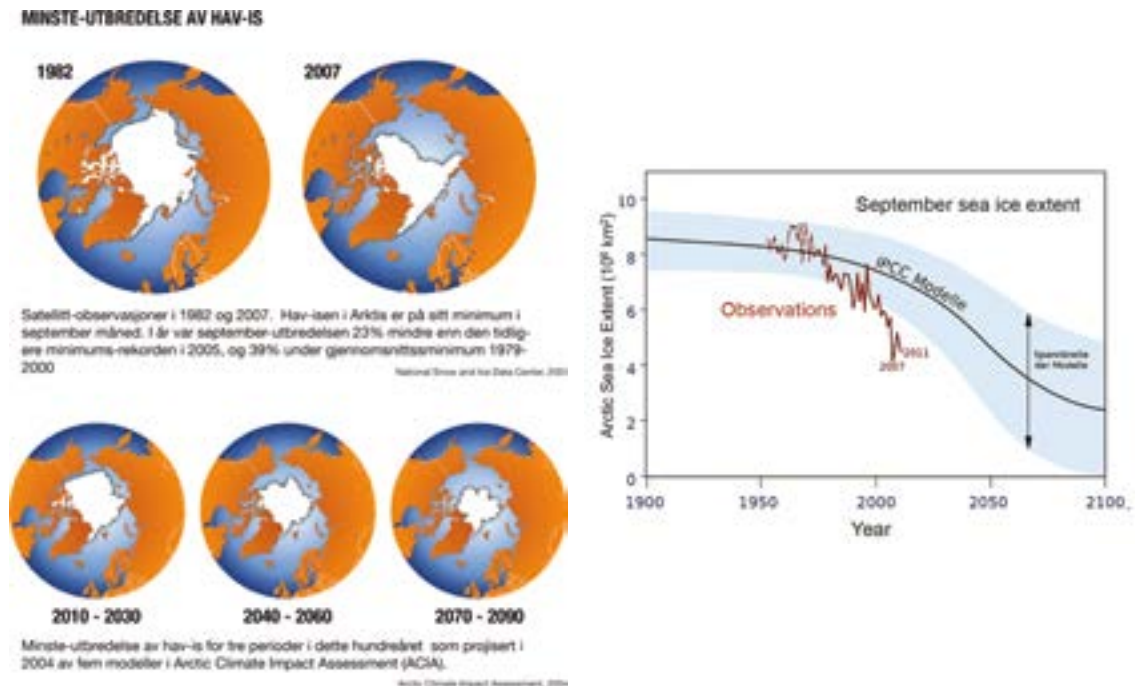 MINSTE-UTBREDELSE AV HAV-IS
1982
2007
Satellitt-observasjoner i 1982 og 2007. Hav-isen i Arktis er på sitt minimum i
september måned. I år var september-utbredelsen 23% mindre enn den tidlig-
ere minimums-rekorden i 2005, og 39% under gjennomsnittssminimum 1979-
2000
National Snow and Ice Data Center,
2010 - 2030
2040 - 2060
2070 - 2090
Minste-utbredelse av hav-is for tre perioder i dette hundreåret som projisert i
2004 av fem modeller i Arctic Climate Impact Assessment (ACIA).
Arctic Climate Impact Assessment,
September sea ice extent
IPCC Modelle
Observations
2011
2007
Spannbreite
der Modelle
Arctic Sea Ice Extent (10⁶ km²)
10
8
6
4
2
0
1900
1950
2000
2050
2100
Year